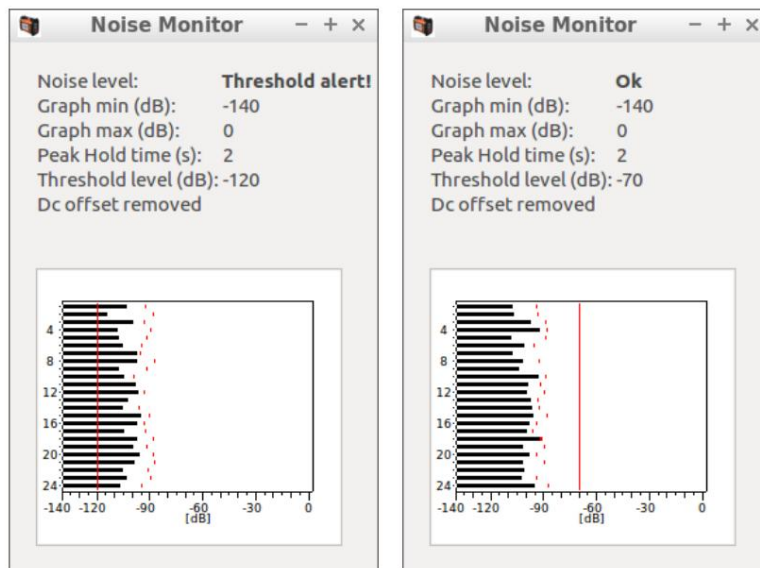 Noise Monitor
Noise level: Threshold alert!
Graph min (dB): -140
Graph max (dB): 0
Peak Hold time (s): 2
Threshold level (dB): -120
Dc offset removed
4
8
12
16
20
24
-140 -120 -90 -60 -30 0
[dB]
Noise Monitor
Noise level: Ok
Graph min (dB): -140
Graph max (dB): 0
Peak Hold time (s): 2
Threshold level (dB): -70
Dc offset removed
4
8
12
16
20
24
-140 -120 -90 -60 -30 0
[dB]